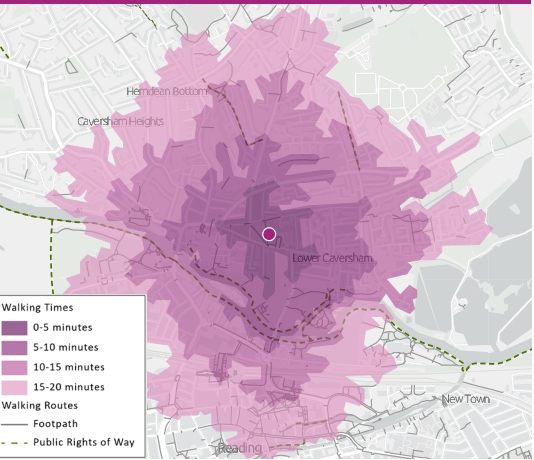 Hemdean Bottom
Caversham Heights
Lower Caversham
Walking Times
0-5 minutes
5-10 minutes
10-15 minutes
15-20 minutes
Walking Routes
Footpath
Public Rights of Way
New Town
Reading